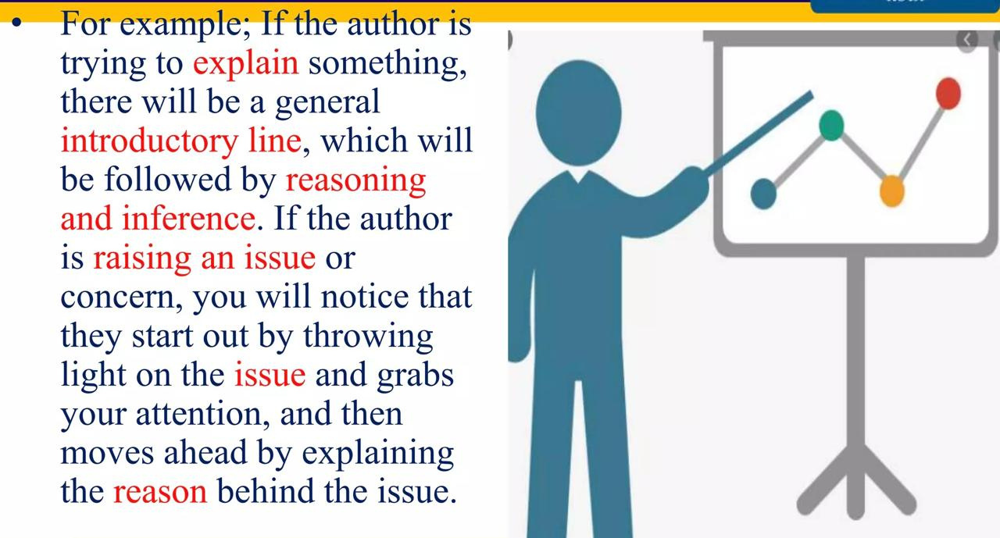 • For example; If the author is
trying to explain something,
there will be a general
introductory line, which will
be followed by reasoning
and inference. If the author
is raising an issue or
concern, you will notice that
they start out by throwing
light on the issue and grabs
your attention, and then
moves ahead by explaining
the reason behind the issue.